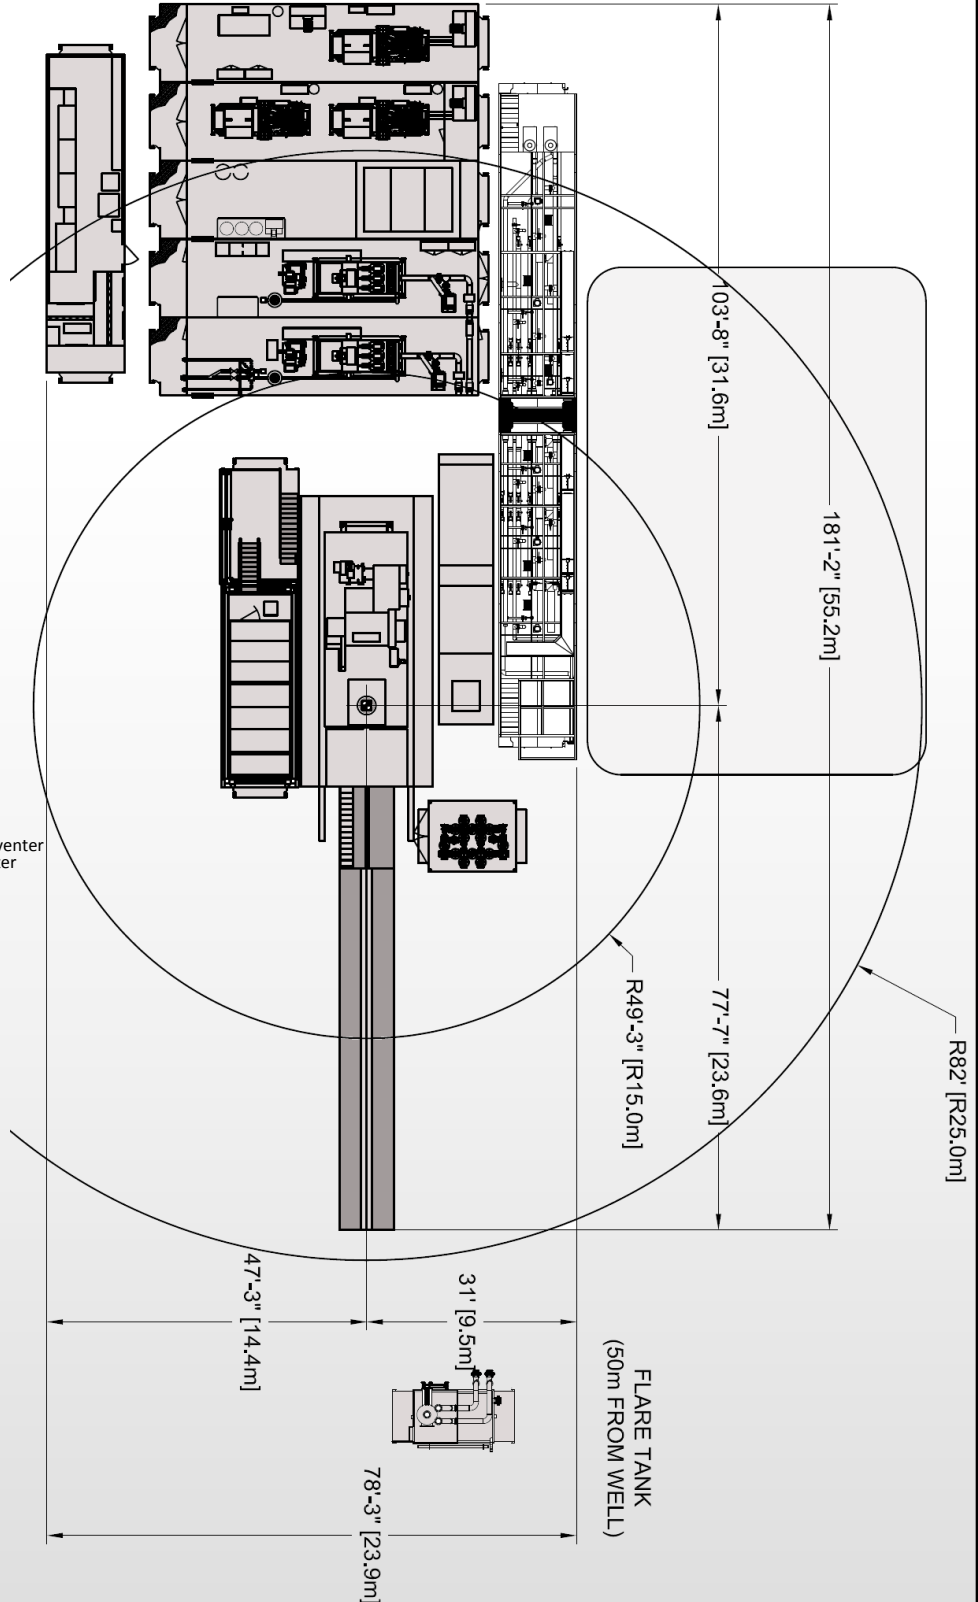 103'-8" [31.6m]
181'-2" [55.2m]
venter
ter
77'-7" [23.6m]
R49'-3" [R15.0m]
R82' [R25.0m]
47'-3" [14.4m]
31' [9.5m]
FLARE TANK
(50m FROM WELL)
78'-3" [23.9m]